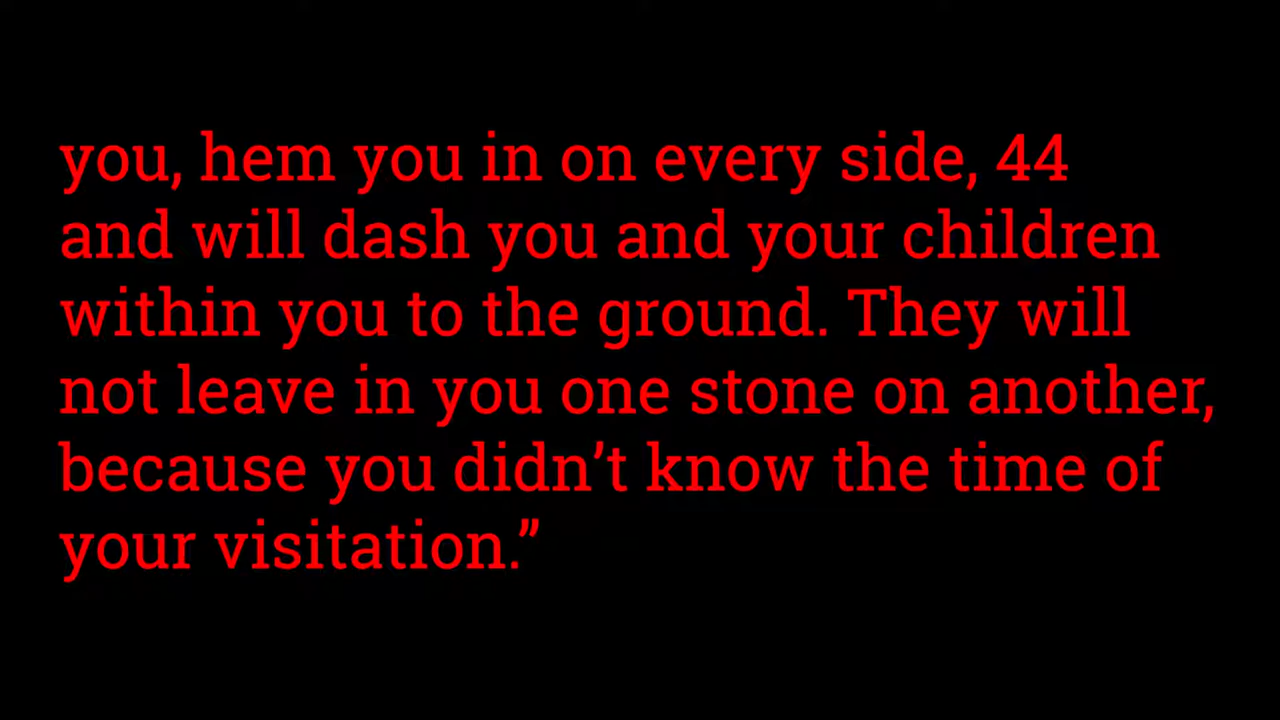 you, hem you in on every side, 44
and will dash you and your children
within you to the ground. They will
not leave in you one stone on another,
because you didn’t know the time of
your visitation.”